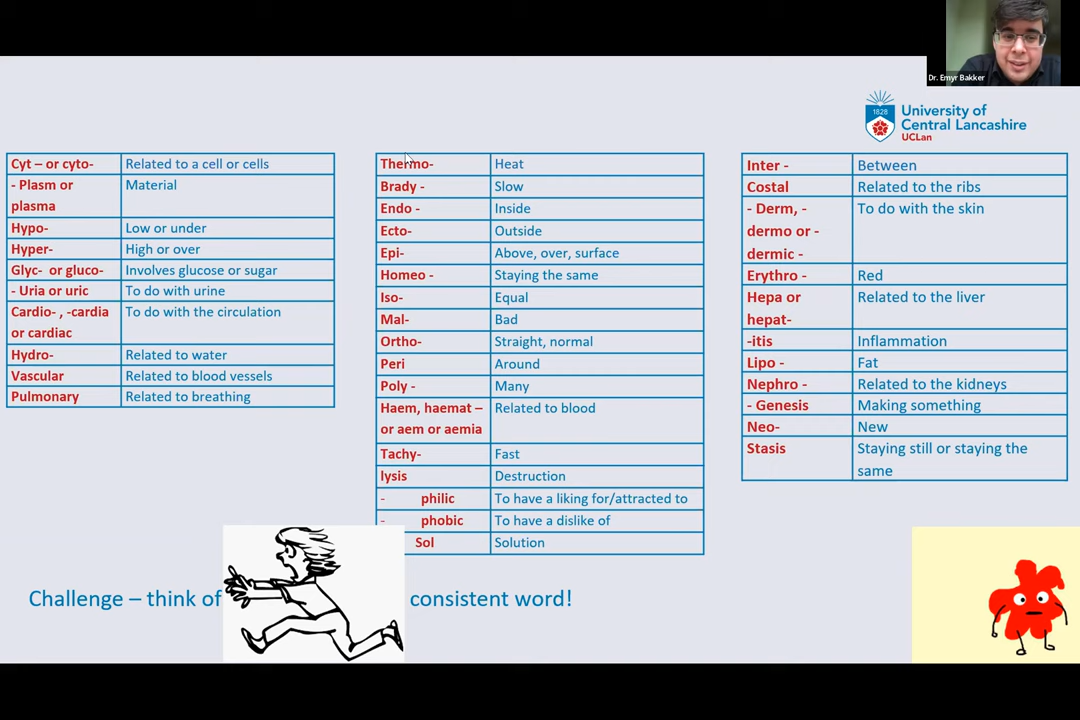 Dr. Emyr Bakker
1828
University of
Central Lancashire
UCLan
Cyt – or cyto- Related to a cell or cells
- Plasm or Material
plasma
Hypo- Low or under
Hyper- High or over
Glyc- or gluco- Involves glucose or sugar
- Uria or uric To do with urine
Cardio- , -cardia To do with the circulation
or cardiac
Hydro- Related to water
Vascular Related to blood vessels
Pulmonary Related to breathing
Thermo- Heat
Brady - Slow
Endo - Inside
Ecto- Outside
Epi- Above, over, surface
Homeo - Staying the same
Iso- Equal
Mal- Bad
Ortho- Straight, normal
Peri Around
Poly - Many
Haem, haemat – Related to blood
or aem or aemia
Tachy- Fast
lysis Destruction
- philic To have a liking for/attracted to
- phobic To have a dislike of
Sol Solution
Inter - Between
Costal Related to the ribs
- Derm, - To do with the skin
dermo or -
dermic -
Erythro - Red
Hepa or Related to the liver
hepat-
-itis Inflammation
Lipo - Fat
Nephro - Related to the kidneys
- Genesis Making something
Neo- New
Stasis Staying still or staying the
same
Challenge – think of consistent word!